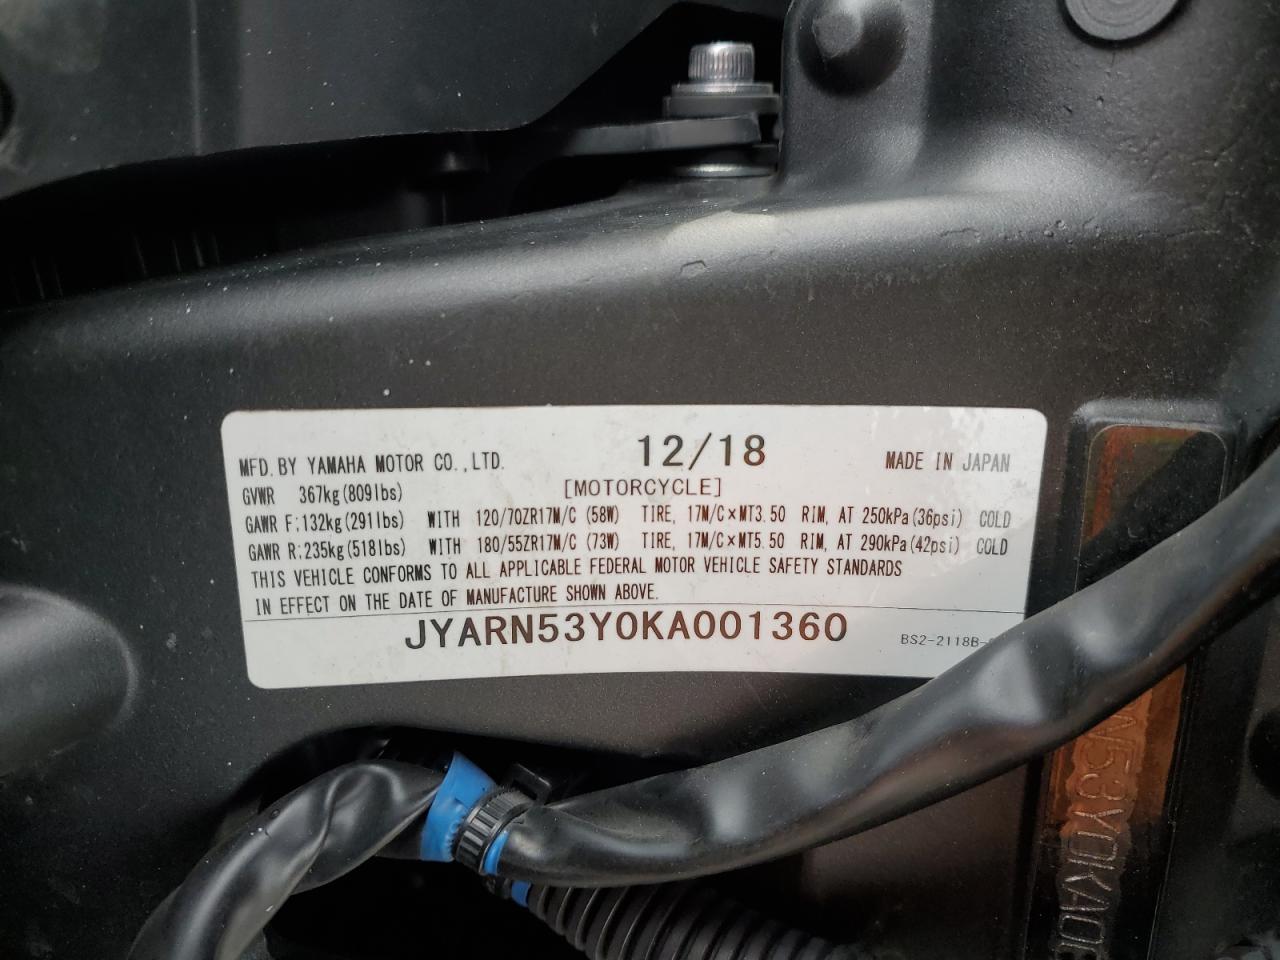 MFD. BY YAMAHA MOTOR CO., LTD. 12/18 MADE IN JAPAN
GVWR 367kg (809lbs) [MOTORCYCLE]
GAWR F: 132kg (291lbs) WITH 120/70ZR17M/C (58W) TIRE, 17M/C×MT3.50 RIM, AT 250kPa (36psi) COLD
GAWR R: 235kg (518lbs) WITH 180/55ZR17M/C (73W) TIRE, 17M/C×MT5.50 RIM, AT 290kPa (42psi) COLD
THIS VEHICLE CONFORMS TO ALL APPLICABLE FEDERAL MOTOR VEHICLE SAFETY STANDARDS
IN EFFECT ON THE DATE OF MANUFACTURE SHOWN ABOVE.
JYARN53Y0KA001360 BS2-2118B-
N53Y0KA0